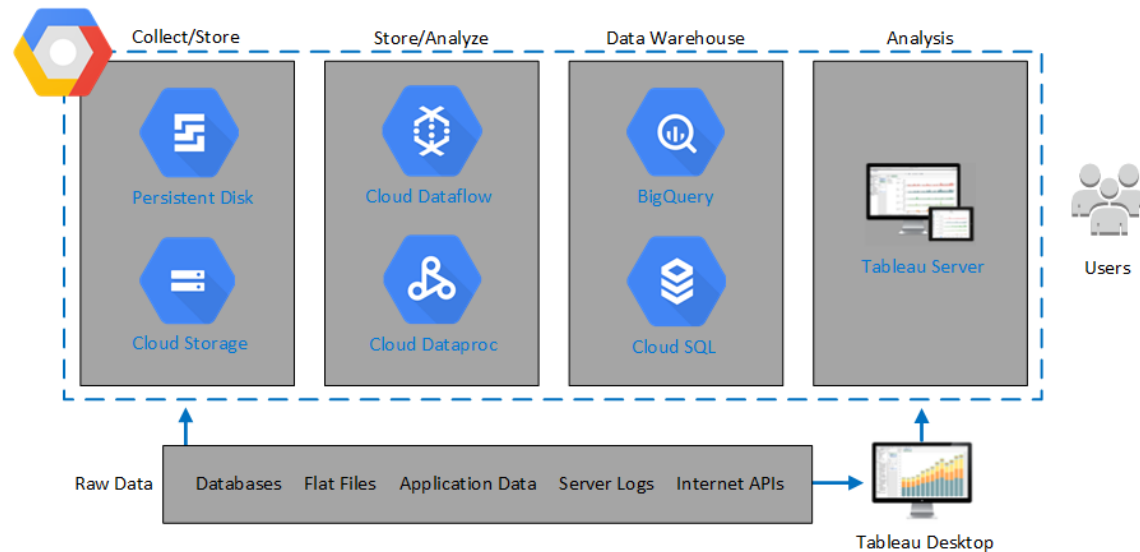 Collect/Store
Store/Analyze
Data Warehouse
Analysis
Persistent Disk
Cloud Dataflow
BigQuery
Cloud Storage
Cloud Dataproc
Cloud SQL
Tableau Server
Users
Raw Data
Databases
Flat Files
Application Data
Server Logs
Internet APIs
Tableau Desktop